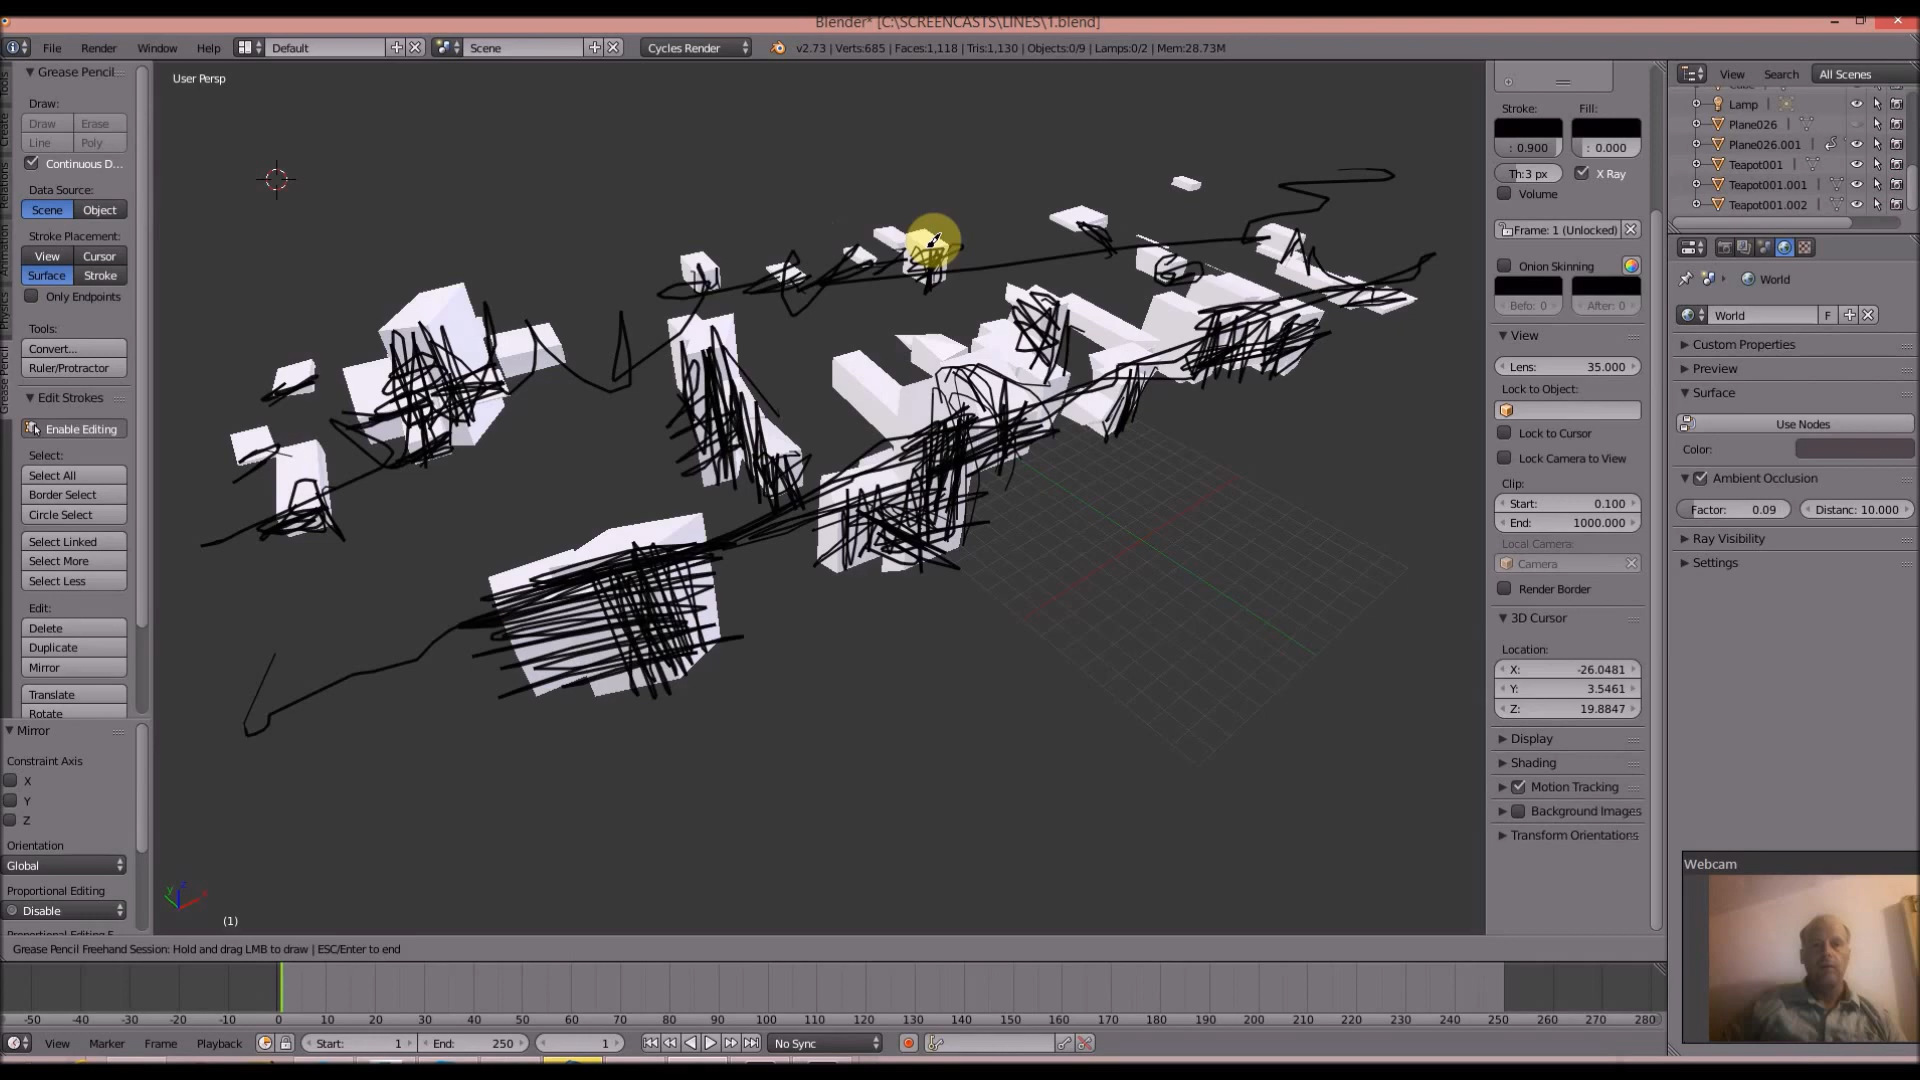 Blender* [C:\SCREENCASTS\LINES\1.blend]
File Render Window Help Default Scene Cycles Render v2.73 | Verts:685 | Faces:1,118 | Tris:1,130 | Objects:0/9 | Lamps:0/2 | Mem:28.73M
Grease Pencil
Draw:
Draw Erase
Line Poly
Continuous D...
Data Source:
Scene Object
Stroke Placement:
View Cursor
Surface Stroke
Only Endpoints
Tools:
Convert...
Ruler/Protractor
Edit Strokes
Enable Editing
Select:
Select All
Border Select
Circle Select
Select Linked
Select More
Select Less
Edit:
Delete
Duplicate
Mirror
Translate
Rotate
Mirror
Constraint Axis
X
Y
Z
Orientation
Global
Proportional Editing
Disable
Tools
Create
Relations
Animation
Physics
Grease Pencil
User Persp
(1)
Stroke: Fill:
: 0.900 : 0.000
Th:3 px X Ray
Volume
Frame: 1 (Unlocked)
Onion Skinning
Befo: 0 After: 0
View
Lens: 35.000
Lock to Object:
Lock to Cursor
Lock Camera to View
Clip:
Start: 0.100
End: 1000.000
Local Camera:
Camera
Render Border
3D Cursor
Location:
X: -26.0481
Y: 3.5461
Z: 19.8847
Display
Shading
Motion Tracking
Background Images
Transform Orientations
View Search All Scenes
Lamp
Plane026
Plane026.001
Teapot001
Teapot001.001
Teapot001.002
World
World F
Custom Properties
Preview
Surface
Use Nodes
Color:
Ambient Occlusion
Factor: 0.09 Distanc: 10.000
Ray Visibility
Settings
Webcam
Grease Pencil Freehand Session: Hold and drag LMB to draw | ESC/Enter to end
-50 -40 -30 -20 -10 0 10 20 30 40 50 60 70 80 90 100 110 120 130 140 150 160 170 180 190 200 210 220 230 240 250 260 270 280
View Marker Frame Playback Start: 1 End: 250 1 No Sync